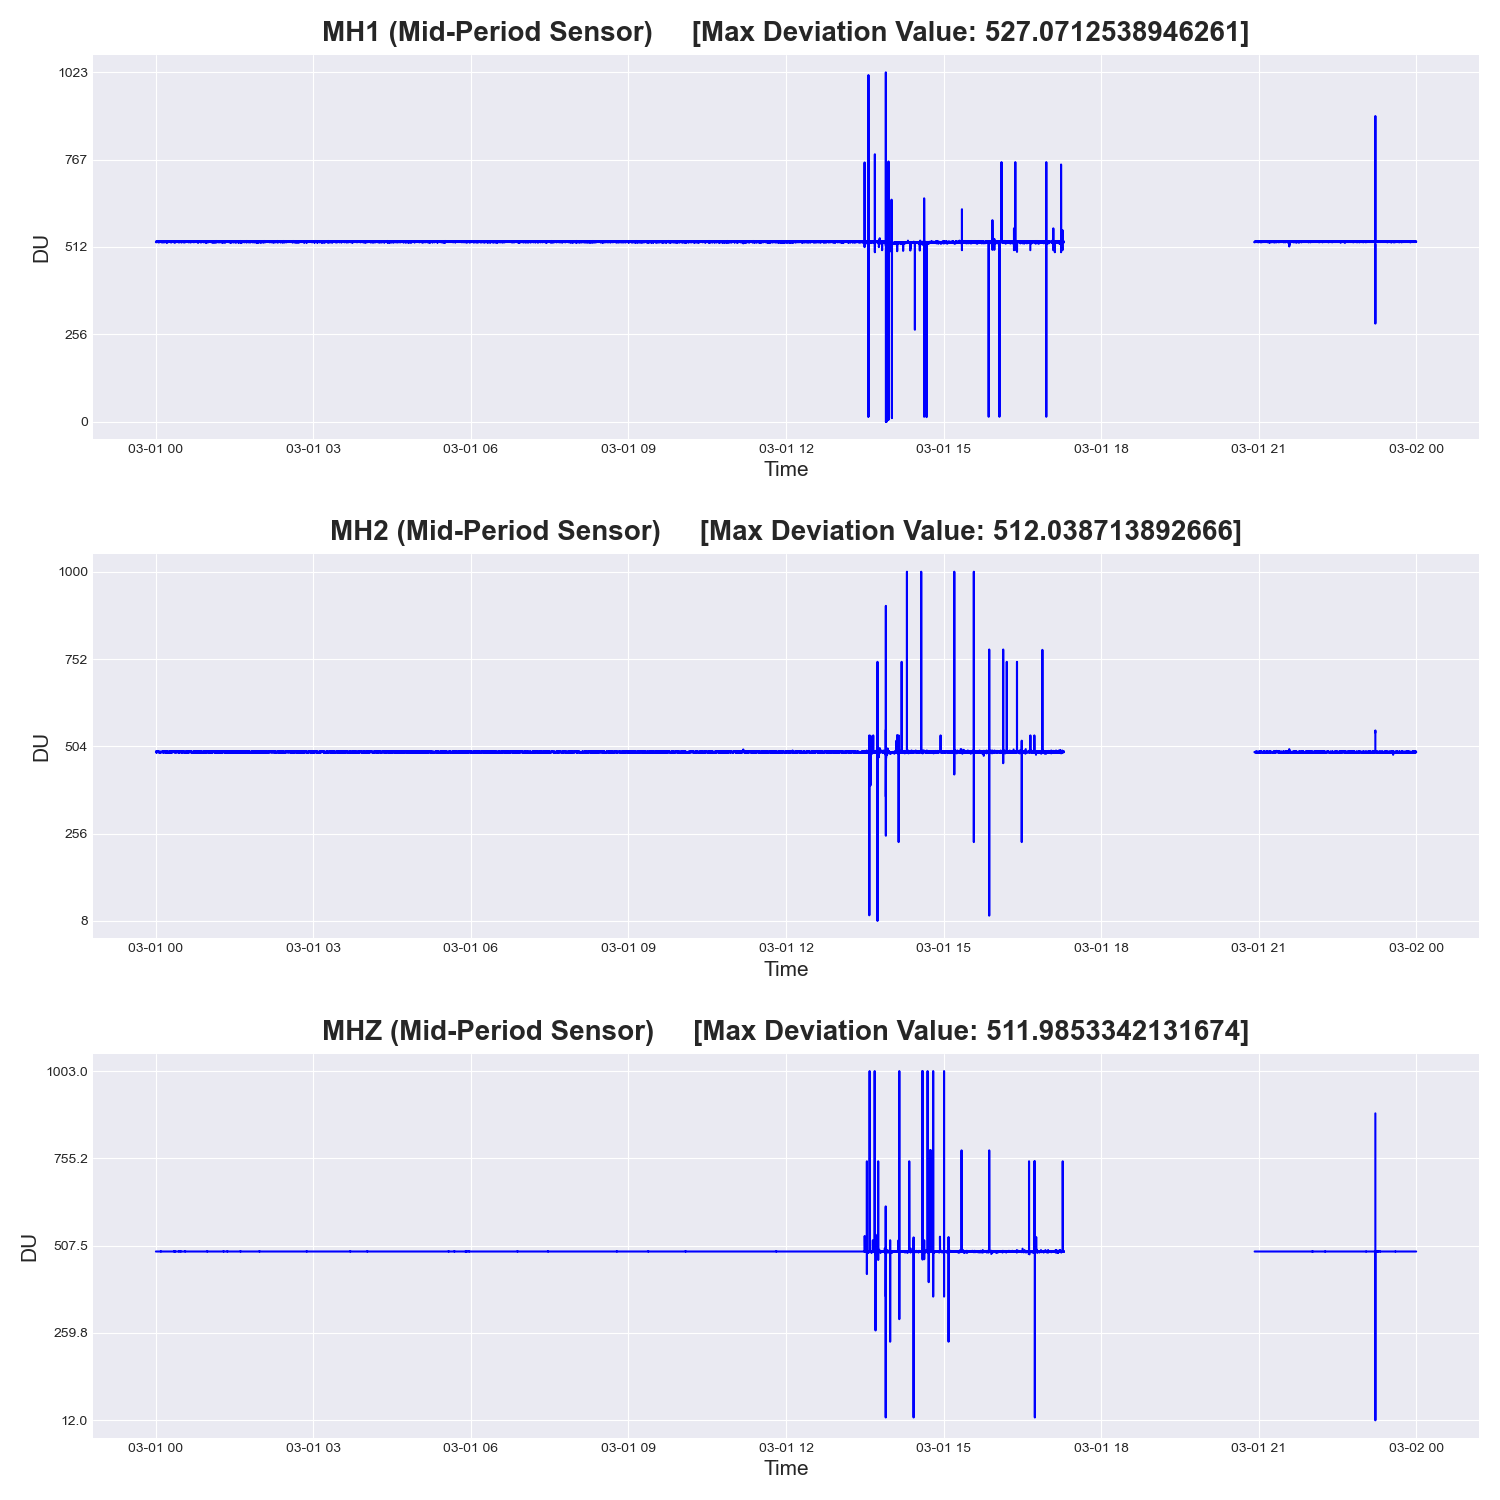 MH1 (Mid-Period Sensor) [Max Deviation Value: 527.0712538946261]
1023
767
512
256
0
DU
03-01 00 03-01 03 03-01 06 03-01 09 03-01 12 03-01 15 03-01 18 03-01 21 03-02 00
Time
MH2 (Mid-Period Sensor) [Max Deviation Value: 512.038713892666]
1000
752
504
256
8
DU
03-01 00 03-01 03 03-01 06 03-01 09 03-01 12 03-01 15 03-01 18 03-01 21 03-02 00
Time
MHZ (Mid-Period Sensor) [Max Deviation Value: 511.9853342131674]
1003.0
755.2
507.5
259.8
12.0
DU
03-01 00 03-01 03 03-01 06 03-01 09 03-01 12 03-01 15 03-01 18 03-01 21 03-02 00
Time